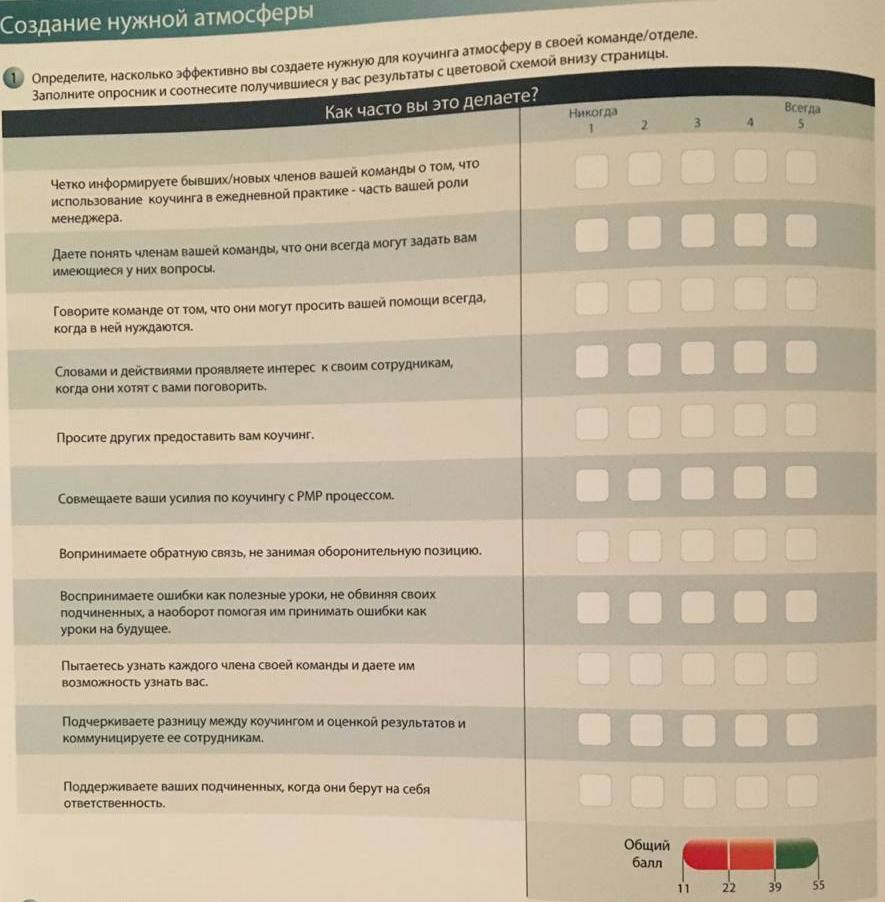 Создание нужной атмосферы
1 Определите, насколько эффективно вы создаете нужную для коучинга атмосферу в своей команде/отделе.
Заполните опросник и соотнесите получившиеся у вас результаты с цветовой схемой внизу страницы.
Как часто вы это делаете?
Никогда Всегда
1 2 3 4 5
Четко информируете бывших/новых членов вашей команды о том, что
использование коучинга в ежедневной практике - часть вашей роли
менеджера.
Даете понять членам вашей команды, что они всегда могут задать вам
имеющиеся у них вопросы.
Говорите команде от том, что они могут просить вашей помощи всегда,
когда в ней нуждаются.
Словами и действиями проявляете интерес к своим сотрудникам,
когда они хотят с вами поговорить.
Просите других предоставить вам коучинг.
Совмещаете ваши усилия по коучингу с PMP процессом.
Вопринимаете обратную связь, не занимая оборонительную позицию.
Воспринимаете ошибки как полезные уроки, не обвиняя своих
подчиненных, а наоборот помогая им принимать ошибки как
уроки на будущее.
Пытаетесь узнать каждого члена своей команды и даете им
возможность узнать вас.
Подчеркиваете разницу между коучингом и оценкой результатов и
коммуницируете ее сотрудникам.
Поддерживаете ваших подчиненных, когда они берут на себя
ответственность.
Общий
балл
11 22 39 55